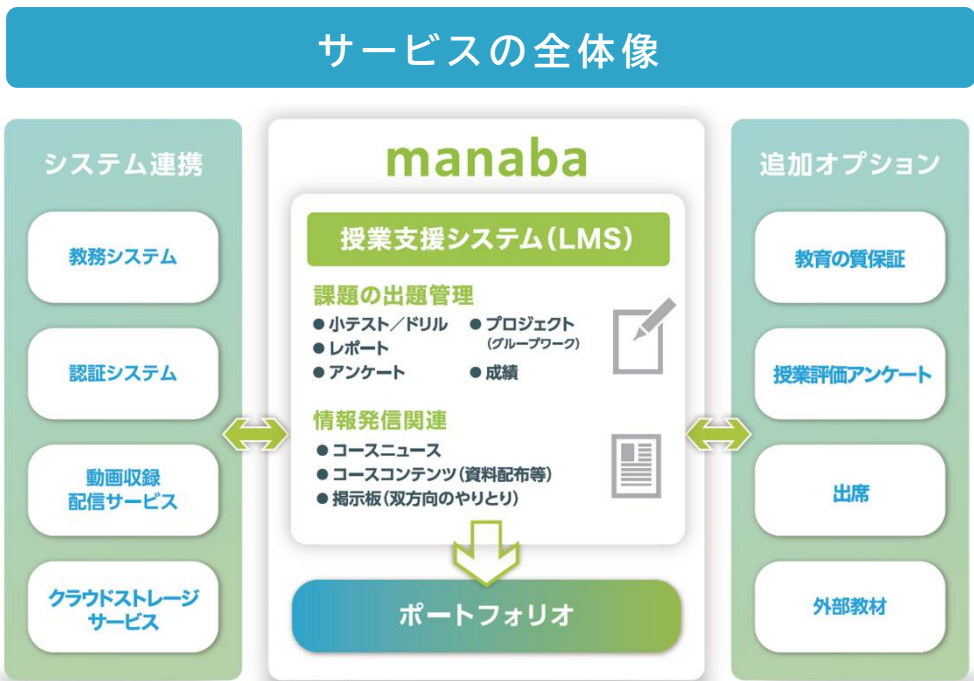 サービスの全体像
システム連携
教務システム
認証システム
動画収録
配信サービス
クラウドストレージ
サービス
manaba
授業支援システム(LMS)
課題の出題管理
●小テスト／ドリル
●レポート
●アンケート
●プロジェクト
(グループワーク)
●成績
情報発信関連
●コースニュース
●コースコンテンツ(資料配布等)
●掲示板(双方向のやりとり)
ポートフォリオ
追加オプション
教育の質保証
授業評価アンケート
出席
外部教材